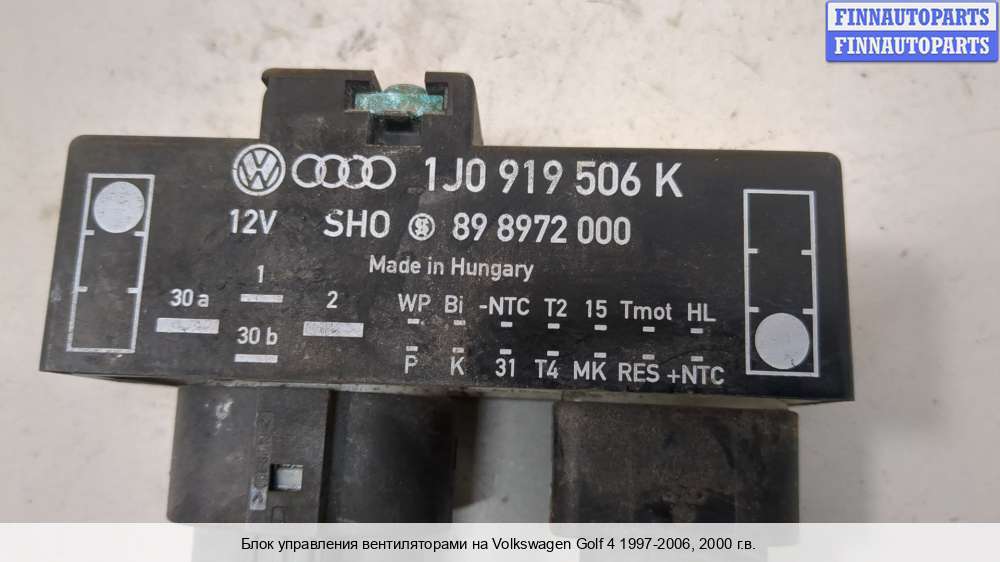 FINNAUTOPARTS
FINNAUTOPARTS
1J0 919 506 K
12V SHO 89 8972 000
Made in Hungary
1
30 a 2
30 b
WP Bi -NTC T2 15 Tmot HL
P K 31 T4 MK RES +NTC
Блок управления вентиляторами на Volkswagen Golf 4 1997-2006, 2000 г.в.